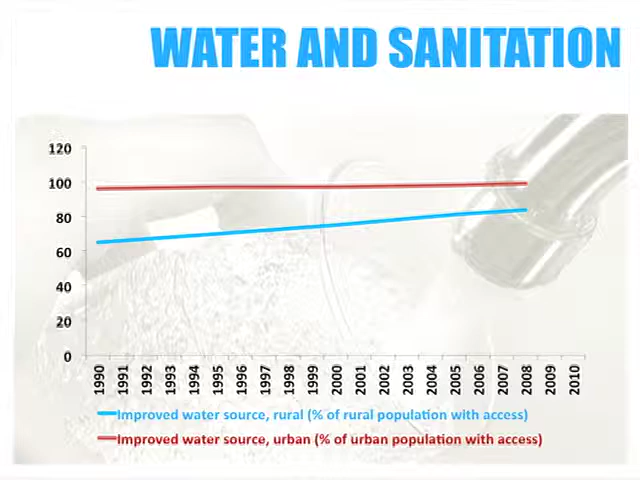 WATER AND SANITATION
120
100
80
60
40
20
0
1990 1991 1992 1993 1994 1995 1996 1997 1998 1999 2000 2001 2002 2003 2004 2005 2006 2007 2008 2009 2010
Improved water source, rural (% of rural population with access)
Improved water source, urban (% of urban population with access)